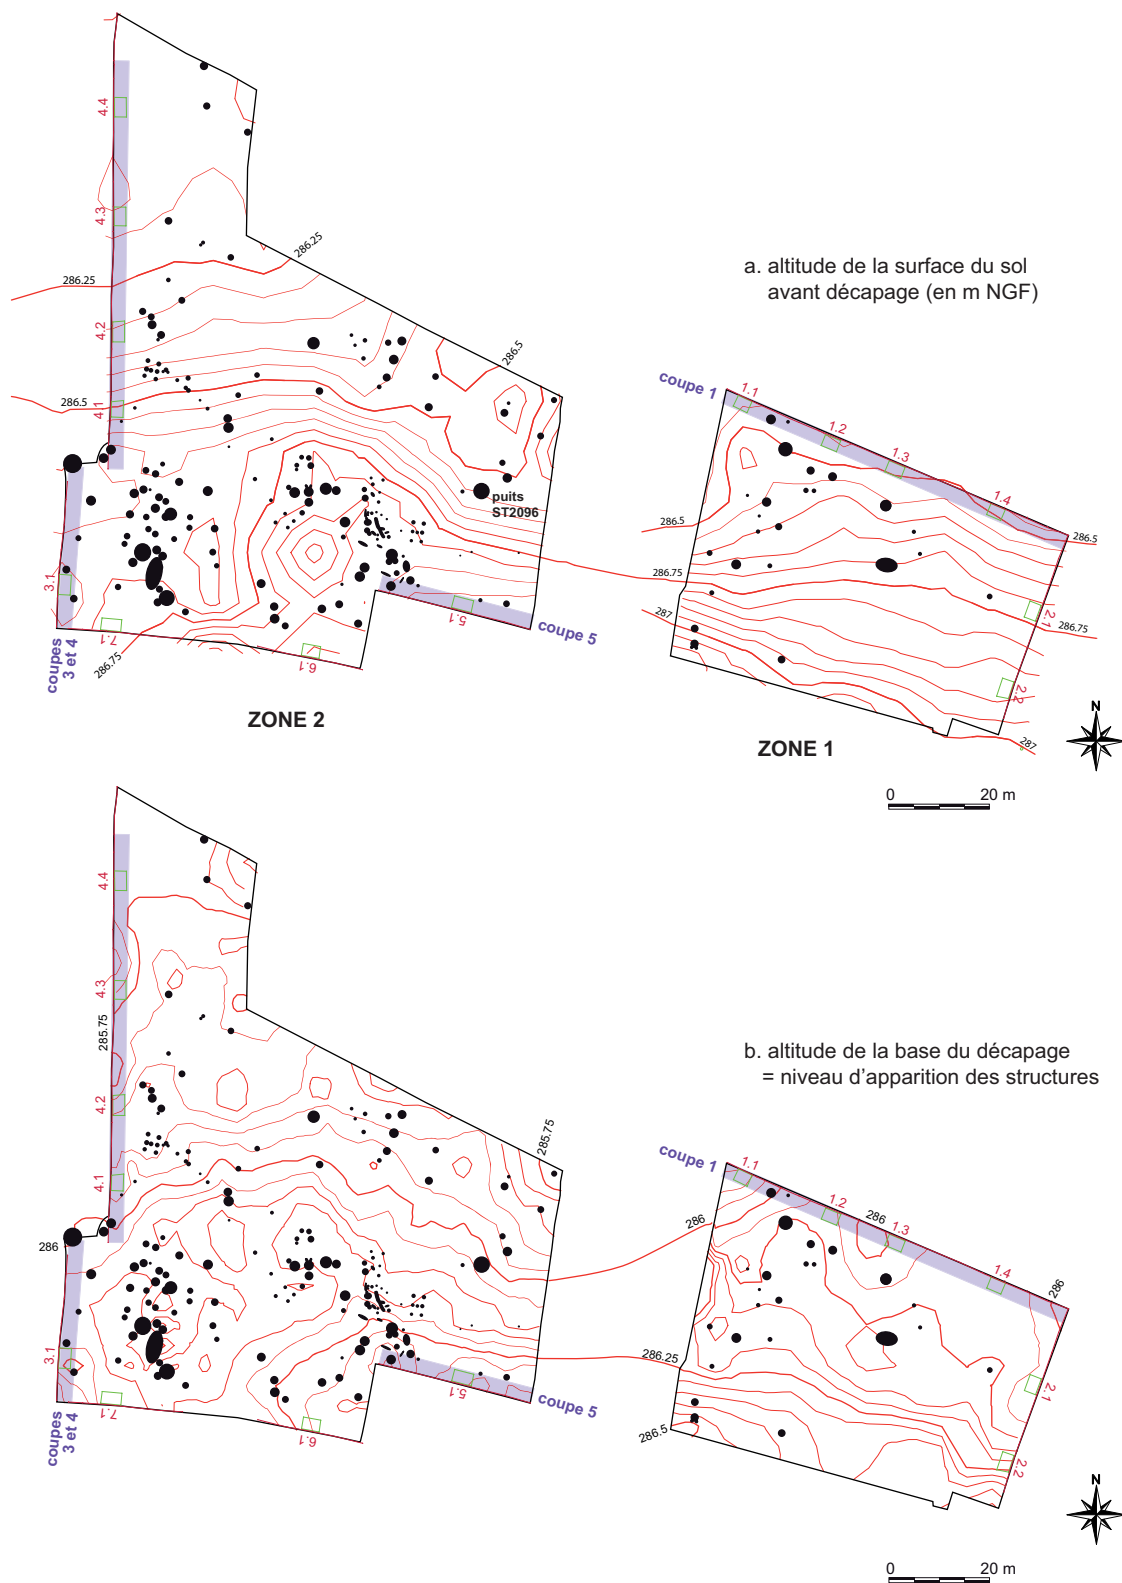 4.4
4.3
286.25
286.25
a. altitude de la surface du sol
avant décapage (en m NGF)
4.2
286.5
286.5
4.1
coupe 1
1.1
1.2
1.3
1.4
puits
ST2096
286.5
286.5
286.75
3.1
7.1
5.1
coupe 5
287
2.1
286.75
coupes
3 et 4
286.75
6.1
2.2
ZONE 2
ZONE 1
287
N
0 20 m
4.4
4.3
285.75
b. altitude de la base du décapage
= niveau d'apparition des structures
4.2
285.75
4.1
coupe 1
1.1
1.2
286
1.3
1.4
286
286
286
286.25
3.1
7.1
5.1
coupe 5
2.1
coupes
3 et 4
6.1
286.5
2.2
N
0 20 m